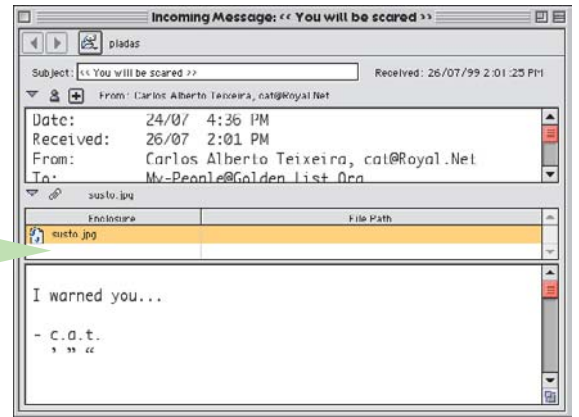 Incoming Message: ‹‹ You will be scared ››
piadas
Subject: ‹‹ You will be scared ›› Received: 26/07/99 2:01:25 PM
From: Carlos Alberto Teixeira, cat@Royal.Net
Date: 24/07 4:36 PM
Received: 26/07 2:01 PM
From: Carlos Alberto Teixeira, cat@Royal.Net
To: My-People@Golden List Org
susto.jpg
Enclosure File Path
susto.jpg
I warned you...
- c.a.t.
’ ” “